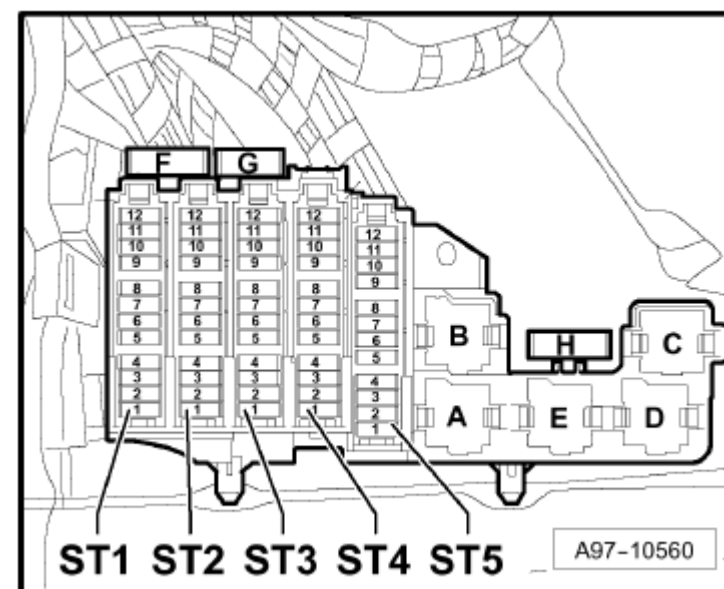 F G
12 12 12 12
11 11 11 11
10 10 10 10
9 9 9 9
8 8 8 8
7 7 7 7
6 6 6 6
5 5 5 5
4 4 4 4
3 3 3 3
2 2 2 2
1 1 1 1
12
11
10
9
8
7
6
5
4
3
2
1
B H C
A E D
ST1 ST2 ST3 ST4 ST5
A97-10560